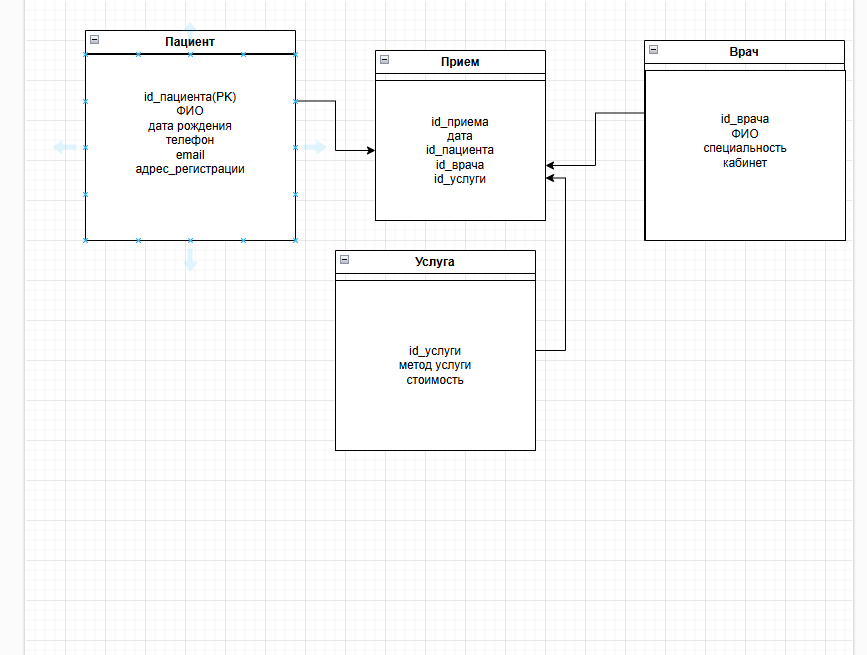 Пациент
id_пациента(PK)
ФИО
дата рождения
телефон
email
адрес_регистрации
Прием
id_приема
дата
id_пациента
id_врача
id_услуги
Врач
id_врача
ФИО
специальность
кабинет
Услуга
id_услуги
метод услуги
стоимость